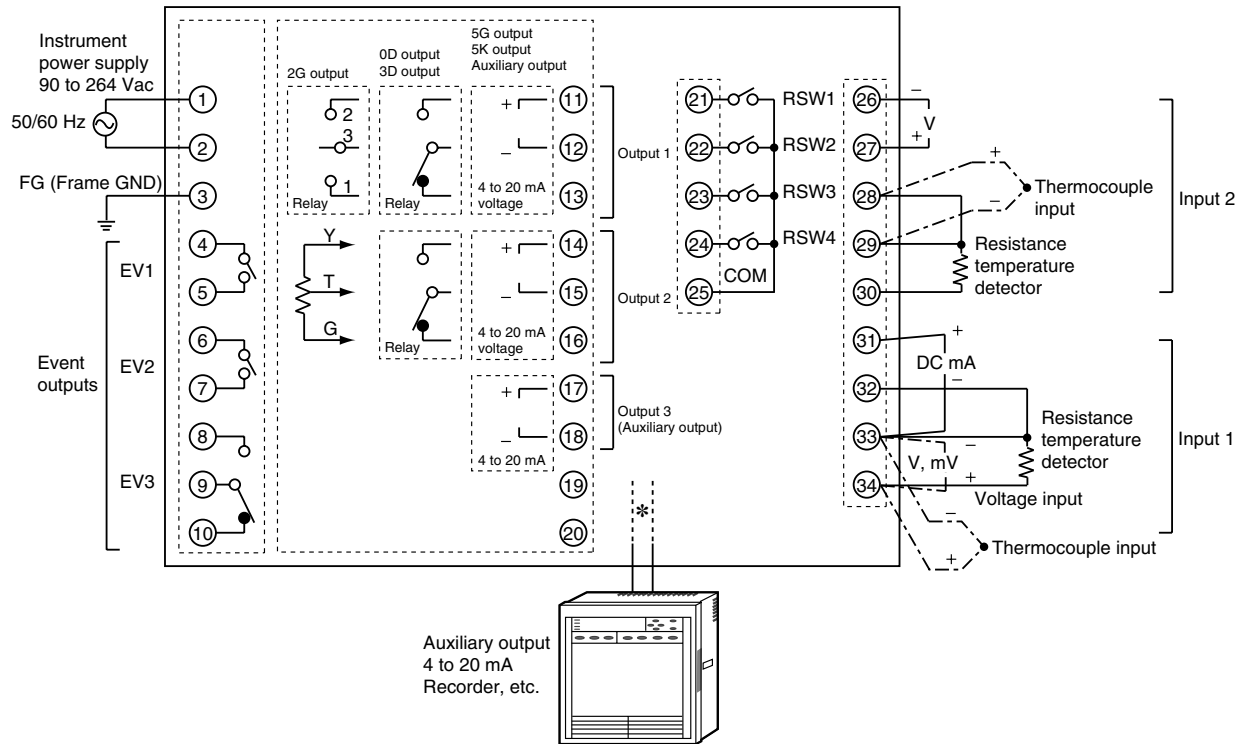 Instrument
power supply
90 to 264 Vac
50/60 Hz
FG (Frame GND)
1
2
3
4
5
6
7
8
9
10
EV1
EV2
EV3
Event
outputs
2G output
2
3
1
Relay
Y
T
G
0D output
3D output
Relay
Relay
5G output
5K output
Auxiliary output
+
–
4 to 20 mA
voltage
+
–
4 to 20 mA
voltage
+
–
4 to 20 mA
11
12
13
14
15
16
17
18
19
20
Output 1
Output 2
Output 3
(Auxiliary output)
*
21
22
23
24
25
RSW1
RSW2
RSW3
RSW4
COM
26
27
28
29
30
31
32
33
34
–
V
+
+
–
Thermocouple
input
Resistance
temperature
detector
Input 2
+
DC mA
–
Resistance
temperature
detector
–
V, mV
+
Voltage input
–
+
Thermocouple input
Input 1
Auxiliary output
4 to 20 mA
Recorder, etc.